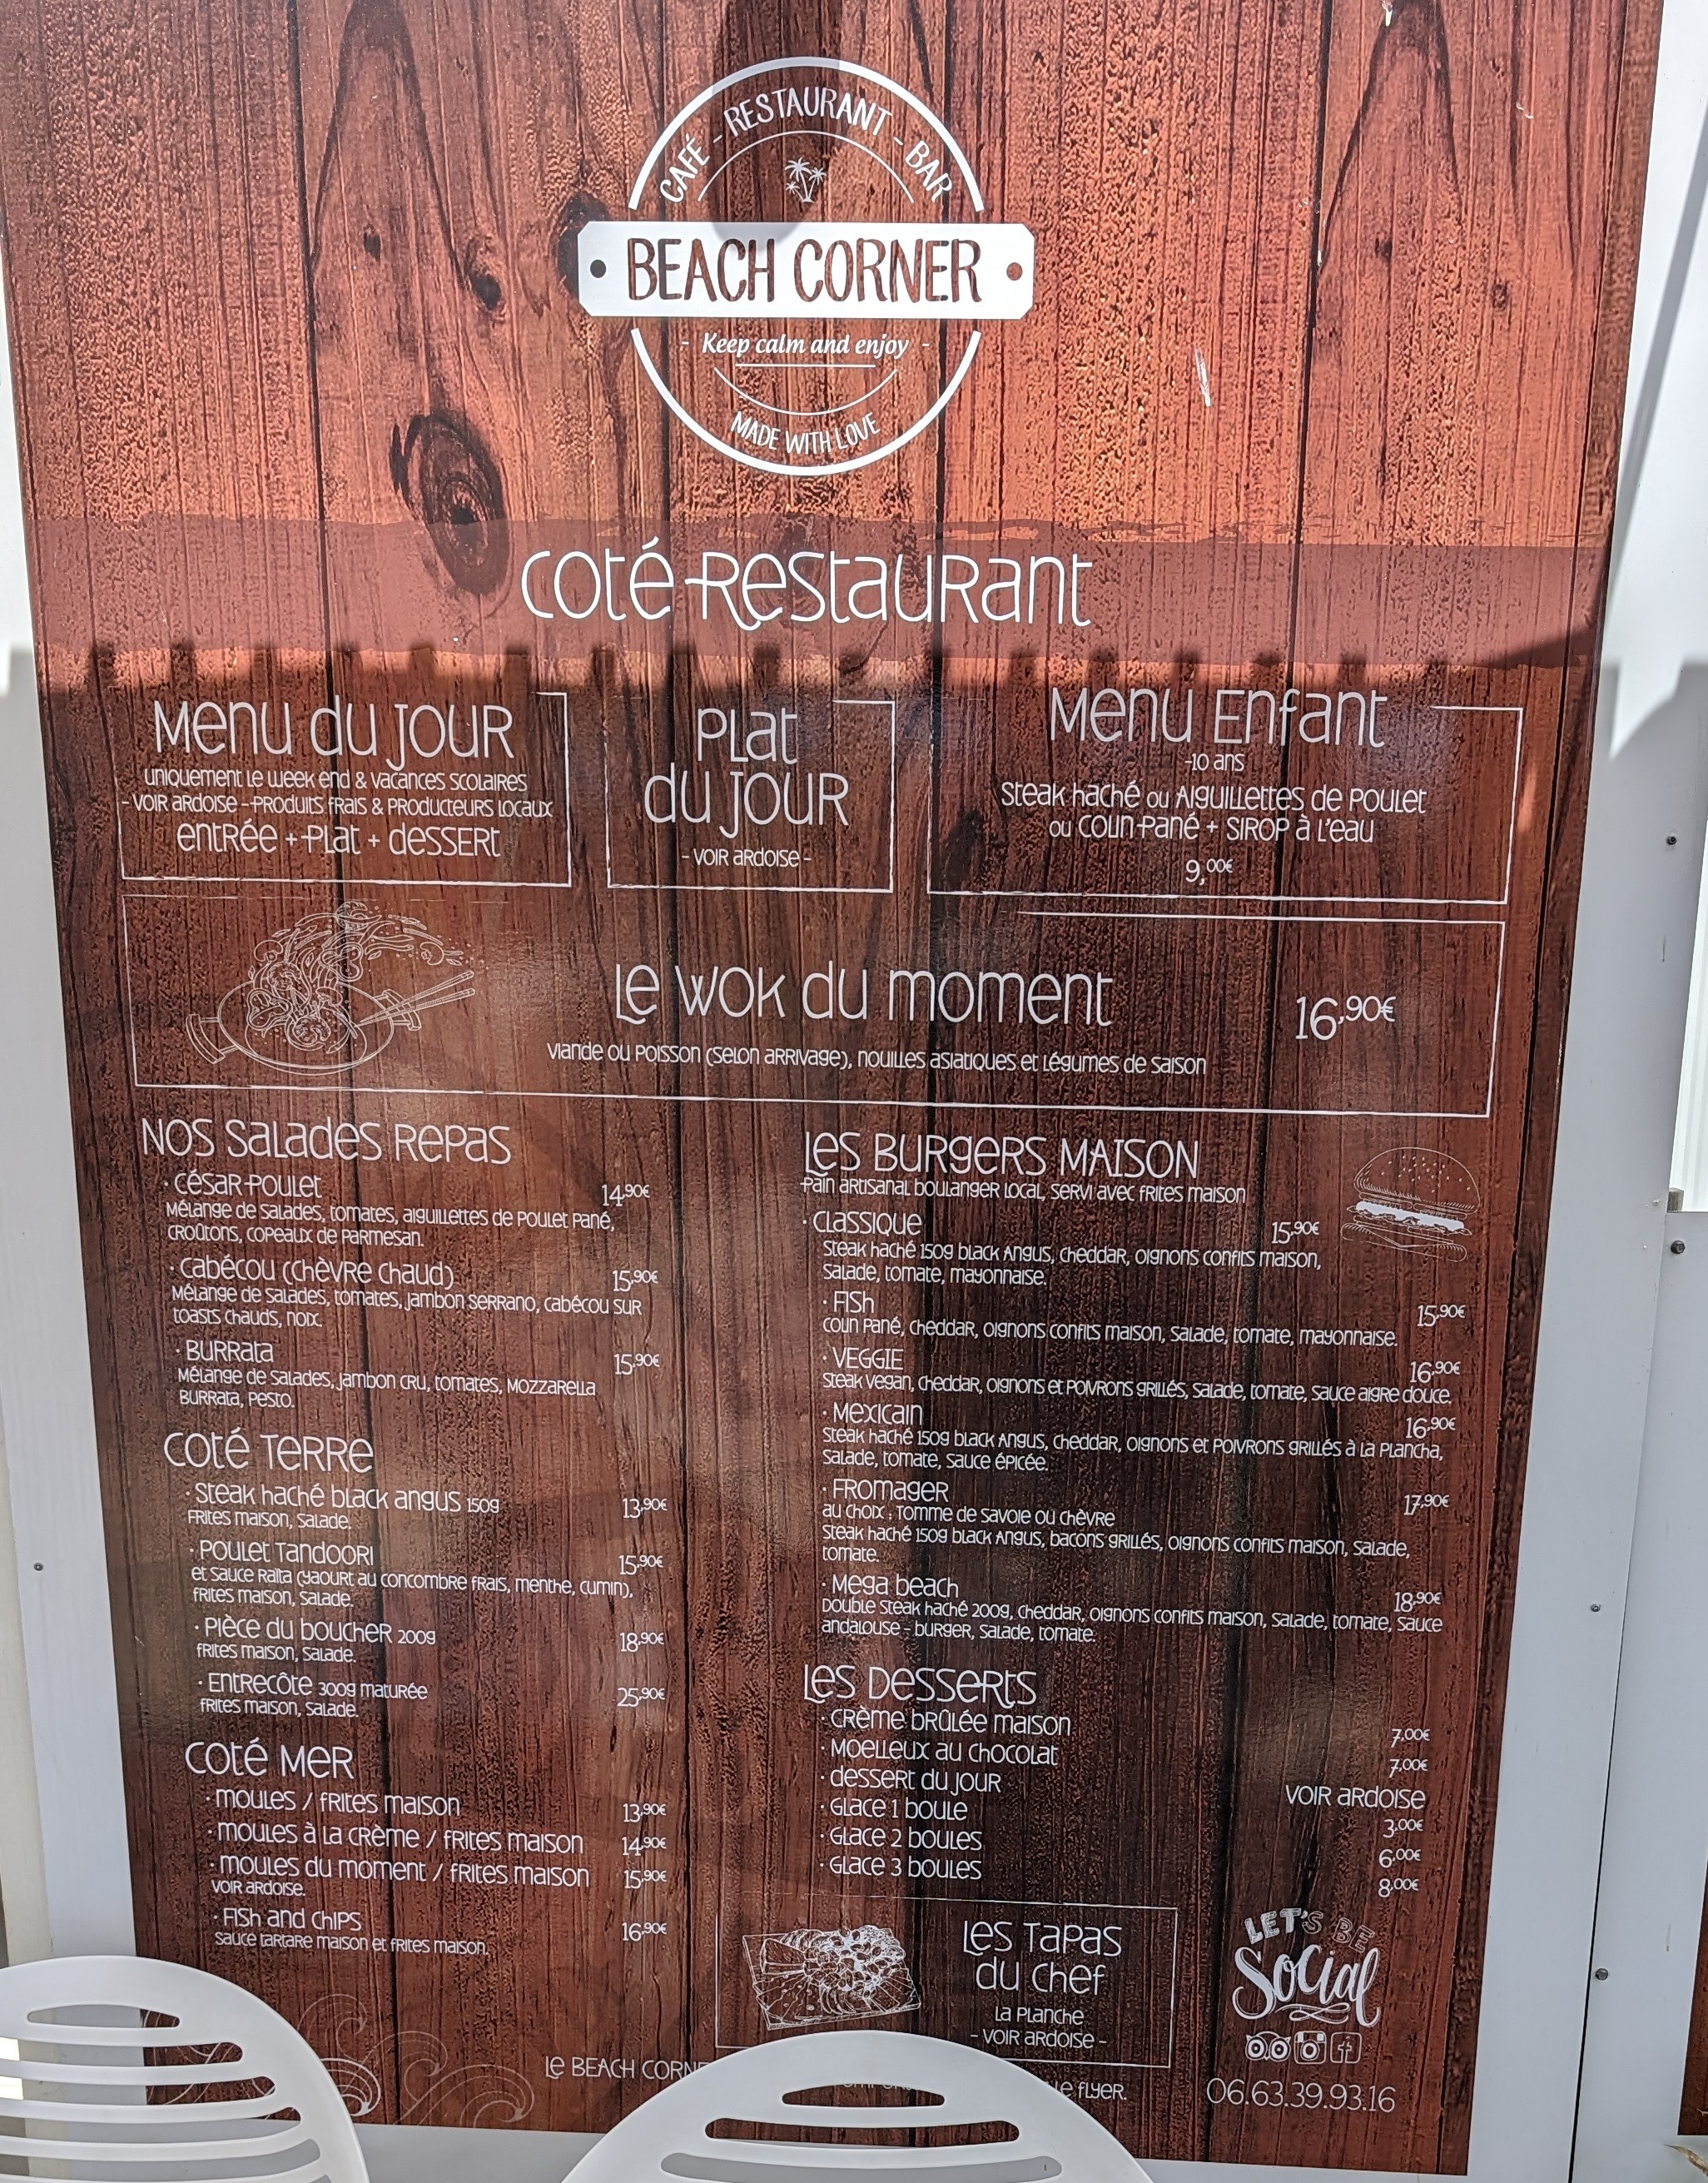 CAFÉ - RESTAURANT - BAR
BEACH CORNER
- Keep calm and enjoy -
MADE WITH LOVE
Coté Restaurant
Menu du jour
uniquement le week end & vacances scolaires
- voir ardoise - produits frais & producteurs locaux
entrée + plat + dessert
Plat
du jour
- voir ardoise -
Menu Enfant
-10 ans
Steak haché ou Aiguillettes de poulet
ou colin pané + SIROP à l'eau
9,00€
Le wok du moment
16,90€
viande ou poisson (selon arrivage), nouilles asiatiques et légumes de saison
Nos salades repas
· César poulet 14,90€
Mélange de salades, tomates, aiguillettes de poulet pané,
croûtons, copeaux de parmesan.
· Cabécou (chèvre chaud) 15,90€
Mélange de salades, tomates, jambon serrano, cabécou sur
toasts chauds, noix.
· Burrata 15,90€
Mélange de salades, jambon cru, tomates, mozzarella
burrata, pesto.
Coté Terre
· Steak haché black angus 150g 13,90€
Frites maison, salade.
· Poulet Tandoori 15,90€
et sauce raïta (yaourt au concombre frais, menthe, cumin),
frites maison, salade.
· Pièce du boucher 200g 18,90€
frites maison, salade.
· Entrecôte 300g maturée 25,90€
frites maison, salade.
Coté Mer
· moules / frites maison 13,90€
· moules à la crème / frites maison 14,90€
· moules du moment / frites maison 15,90€
voir ardoise.
· Fish and chips 16,90€
sauce tartare maison et frites maison.
Les Burgers MAISON
Pain artisanal boulanger local, servi avec frites maison
· Classique 15,90€
Steak haché 150g black Angus, cheddar, oignons confits maison,
salade, tomate, mayonnaise.
· Fish 15,90€
colin pané, cheddar, oignons confits maison, salade, tomate, mayonnaise.
· VEGGIE 16,90€
Steak vegan, cheddar, oignons et poivrons grillés, salade, tomate, sauce aigre douce.
· Mexicain 16,90€
Steak haché 150g black Angus, cheddar, oignons et poivrons grillés à la plancha,
salade, tomate, sauce épicée.
· Fromager 17,90€
au choix : Tomme de savoie ou chèvre
Steak haché 150g black Angus, bacons grillés, oignons confits maison, salade,
tomate.
· Mega beach 18,90€
Double steak haché 200g, cheddar, oignons confits maison, salade, tomate, sauce
andalouse - burger, salade, tomate.
Les Desserts
· Crème brûlée maison 7,00€
· Moelleux au chocolat 7,00€
· dessert du jour voir ardoise
· Glace 1 boule 3,00€
· Glace 2 boules 6,00€
· Glace 3 boules 8,00€
Les Tapas
du chef
La planche
- voir ardoise -
LET'S BE
Social
Le BEACH CORNE
le flyer.
06.63.39.93.16